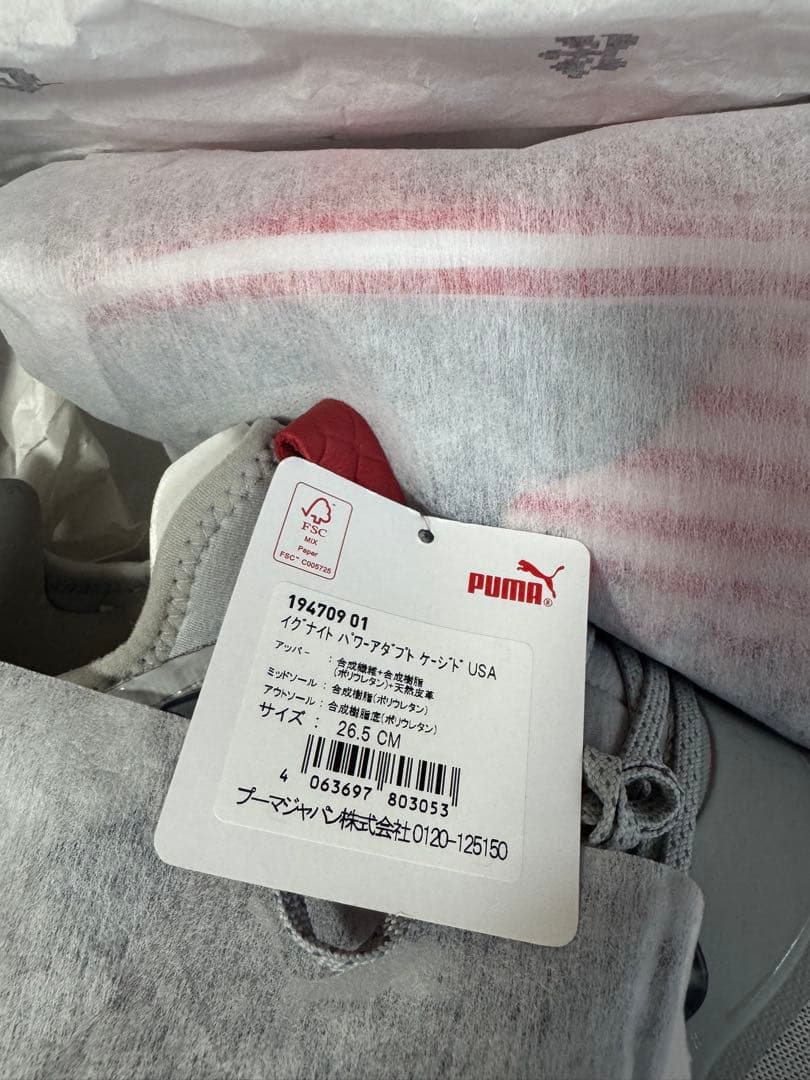 FSC
MIX
Paper
FSC™ C005725
PUMA®
194709 01
イグナイト パワーアダプト ケージド USA
アッパー : 合成繊維+合成樹脂
(ポリウレタン)+天然皮革
ミッドソール : 合成樹脂(ポリウレタン)
アウトソール : 合成樹脂底(ポリウレタン)
サイズ : 26.5 CM
4 063697 803053
プーマジャパン株式会社 0120-125150